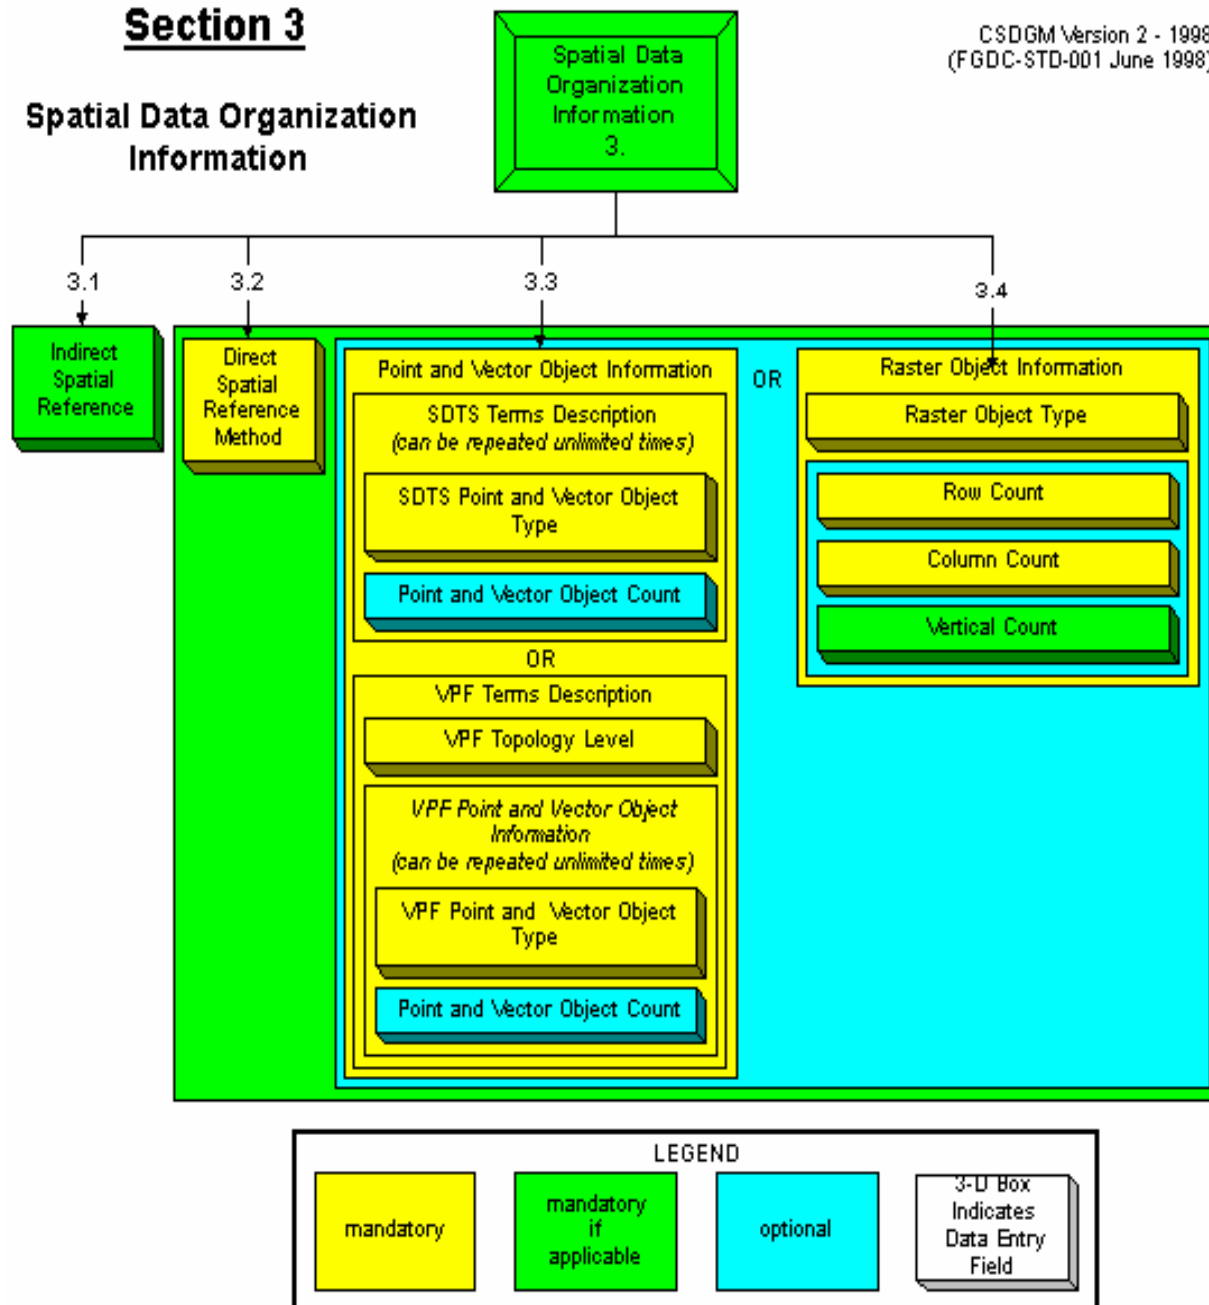 Section 3
Spatial Data Organization
Information
CSDGM Version 2 - 1998
(FGDC-STD-001 June 1998)
Spatial Data
Organization
Information
3.
3.1
3.2
3.3
3.4
Indirect
Spatial
Reference
Direct
Spatial
Reference
Method
Point and Vector Object Information
SDTS Terms Description
(can be repeated unlimited times)
SDTS Point and Vector Object
Type
Point and Vector Object Count
OR
VPF Terms Description
VPF Topology Level
VPF Point and Vector Object
Information
(can be repeated unlimited times)
VPF Point and Vector Object
Type
Point and Vector Object Count
OR
Raster Object Information
Raster Object Type
Row Count
Column Count
Vertical Count
LEGEND
mandatory
mandatory
if
applicable
optional
3-D Box
Indicates
Data Entry
Field